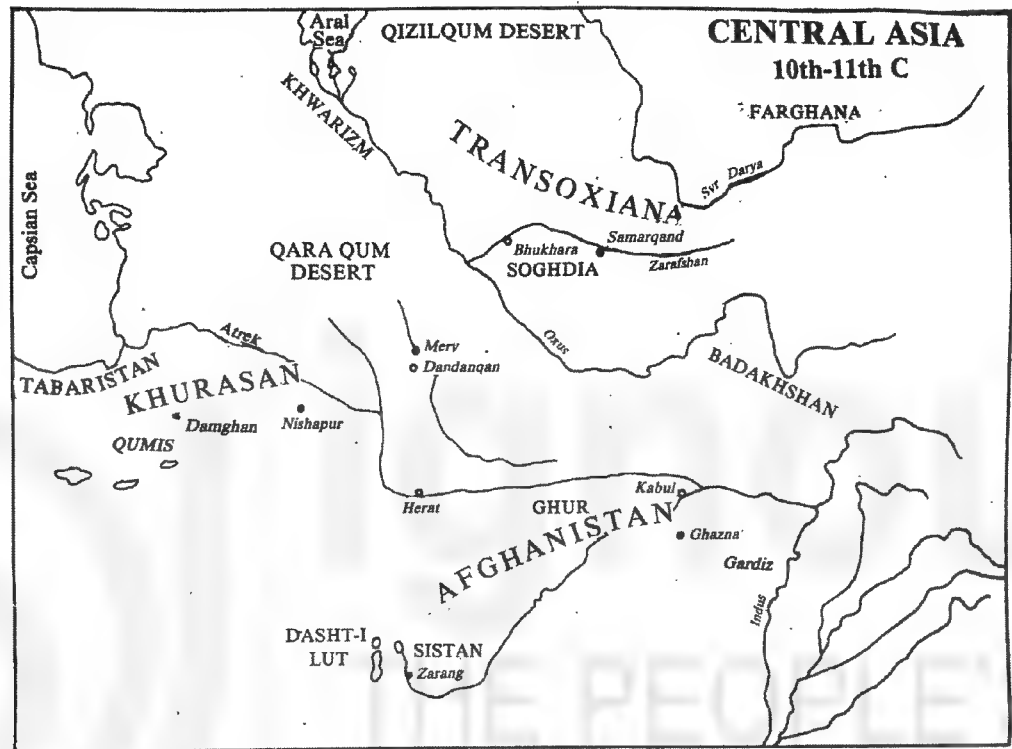 Aral
Sea
QIZILQUM DESERT
CENTRAL ASIA
10th-11th C
FARGHANA
KHWARIZM
TRANSOXIANA
Syr Darya
Capsian Sea
QARA QUM
DESERT
Bhukhara
Samarqand
SOGHDIA
Zarafshan
Atrek
Merv
Dandanqan
Oxus
BADAKHSHAN
TABARISTAN
KHURASAN
Damghan
Nishapur
QUMIS
Herat
GHUR
Kabul
AFGHANISTAN
Ghazna
Gardiz
Indus
DASHT-I
LUT
SISTAN
Zarang
THE PEOPLE'